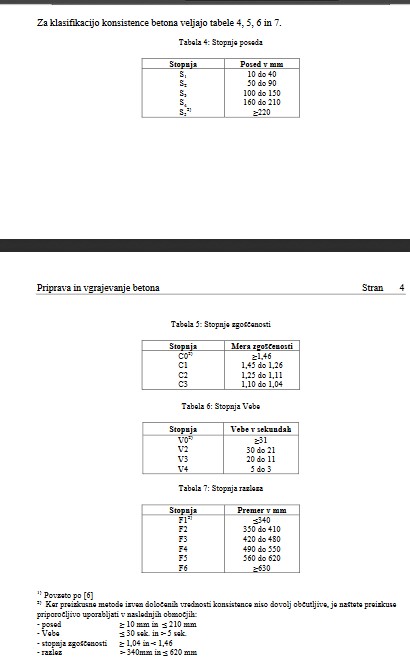 Za klasifikacijo konsistence betona veljajo tabele 4, 5, 6 in 7.
Tabela 4: Stopnje poseda
Stopnja Posed v mm
S₁ 10 do 40
S₂ 50 do 90
S₃ 100 do 150
S₄ 160 do 210
S₅²⁾ ≥220
Priprava in vgrajevanje betona Stran 4
Tabela 5: Stopnje zgoščenosti
Stopnja Mera zgoščenosti
C0²⁾ ≥1,46
C1 1,45 do 1,26
C2 1,25 do 1,11
C3 1,10 do 1,04
Tabela 6: Stopnja Vebe
Stopnja Vebe v sekundah
V0²⁾ ≥31
V2 30 do 21
V3 20 do 11
V4 5 do 3
Tabela 7: Stopnja razleza
Stopnja Premer v mm
F1²⁾ ≤340
F2 350 do 410
F3 420 do 480
F4 490 do 550
F5 560 do 620
F6 ≥630
¹⁾ Povzeto po [6]
²⁾ Ker preizkusne metode izven določenih vrednosti konsistence niso dovolj občutljive, je naštete preizkuse
priporočljivo uporabljati v naslednjih območjih:
- posed ≥ 10 mm in ≤ 210 mm
- Vebe ≤ 30 sek. in > 5 sek.
- stopnja zgoščenosti ≥ 1,04 in < 1,46
- razlez > 340mm in ≤ 620 mm